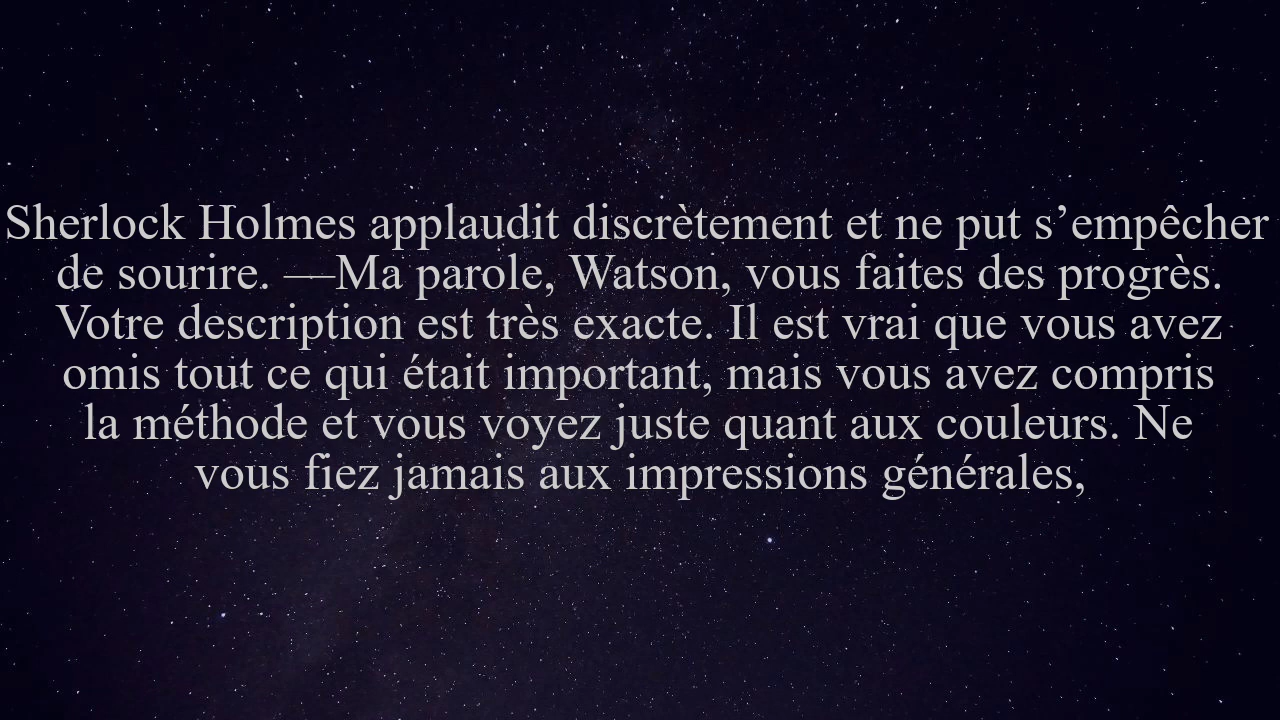 Sherlock Holmes applaudit discrètement et ne put s’empêcher
de sourire. —Ma parole, Watson, vous faites des progrès.
Votre description est très exacte. Il est vrai que vous avez
omis tout ce qui était important, mais vous avez compris
la méthode et vous voyez juste quant aux couleurs. Ne
vous fiez jamais aux impressions générales,